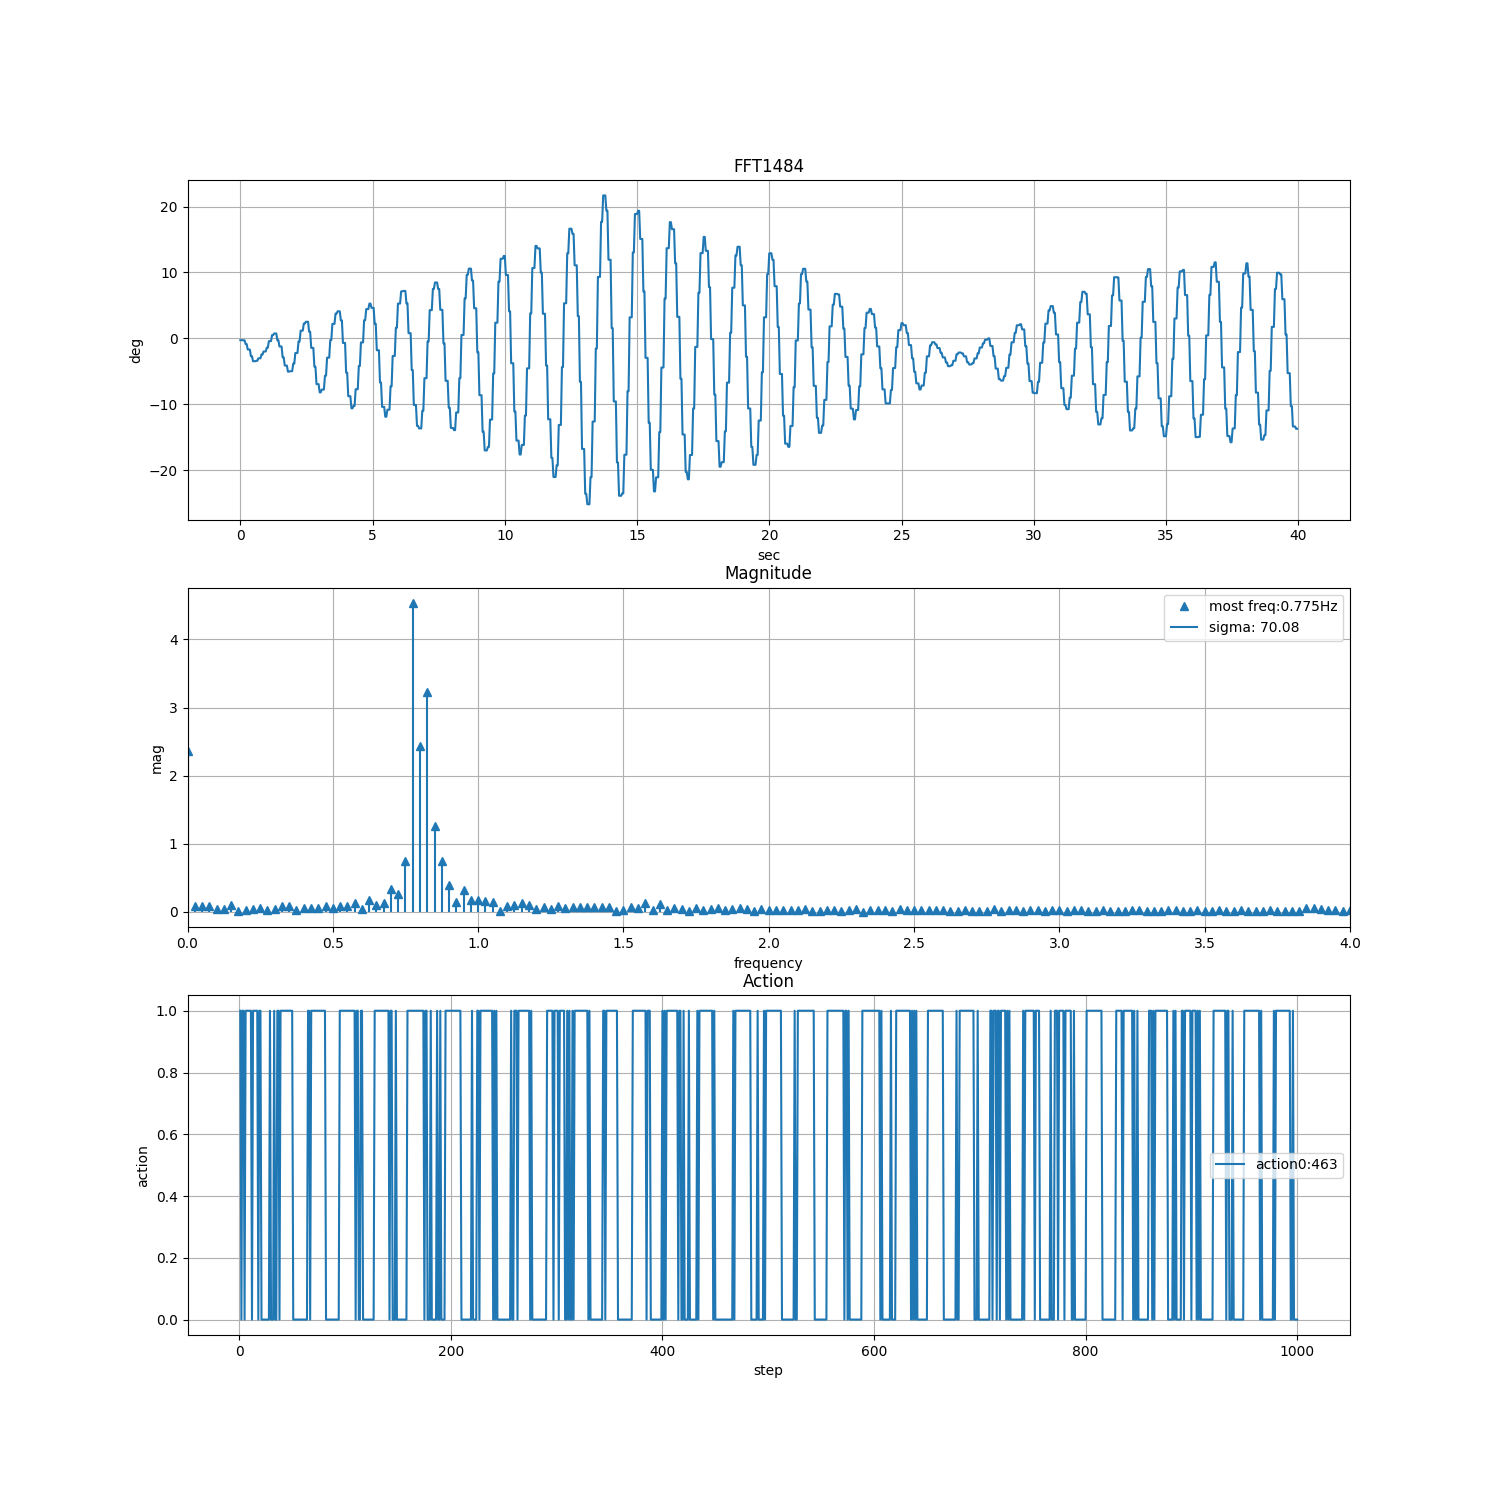 FFT1484
20
10
0
−10
−20
deg
0 5 10 15 20 25 30 35 40
sec
Magnitude
most freq:0.775Hz
sigma: 70.08
4
3
2
1
0
mag
0.0 0.5 1.0 1.5 2.0 2.5 3.0 3.5 4.0
frequency
Action
1.0
0.8
0.6
0.4
0.2
0.0
action
action0:463
0 200 400 600 800 1000
step